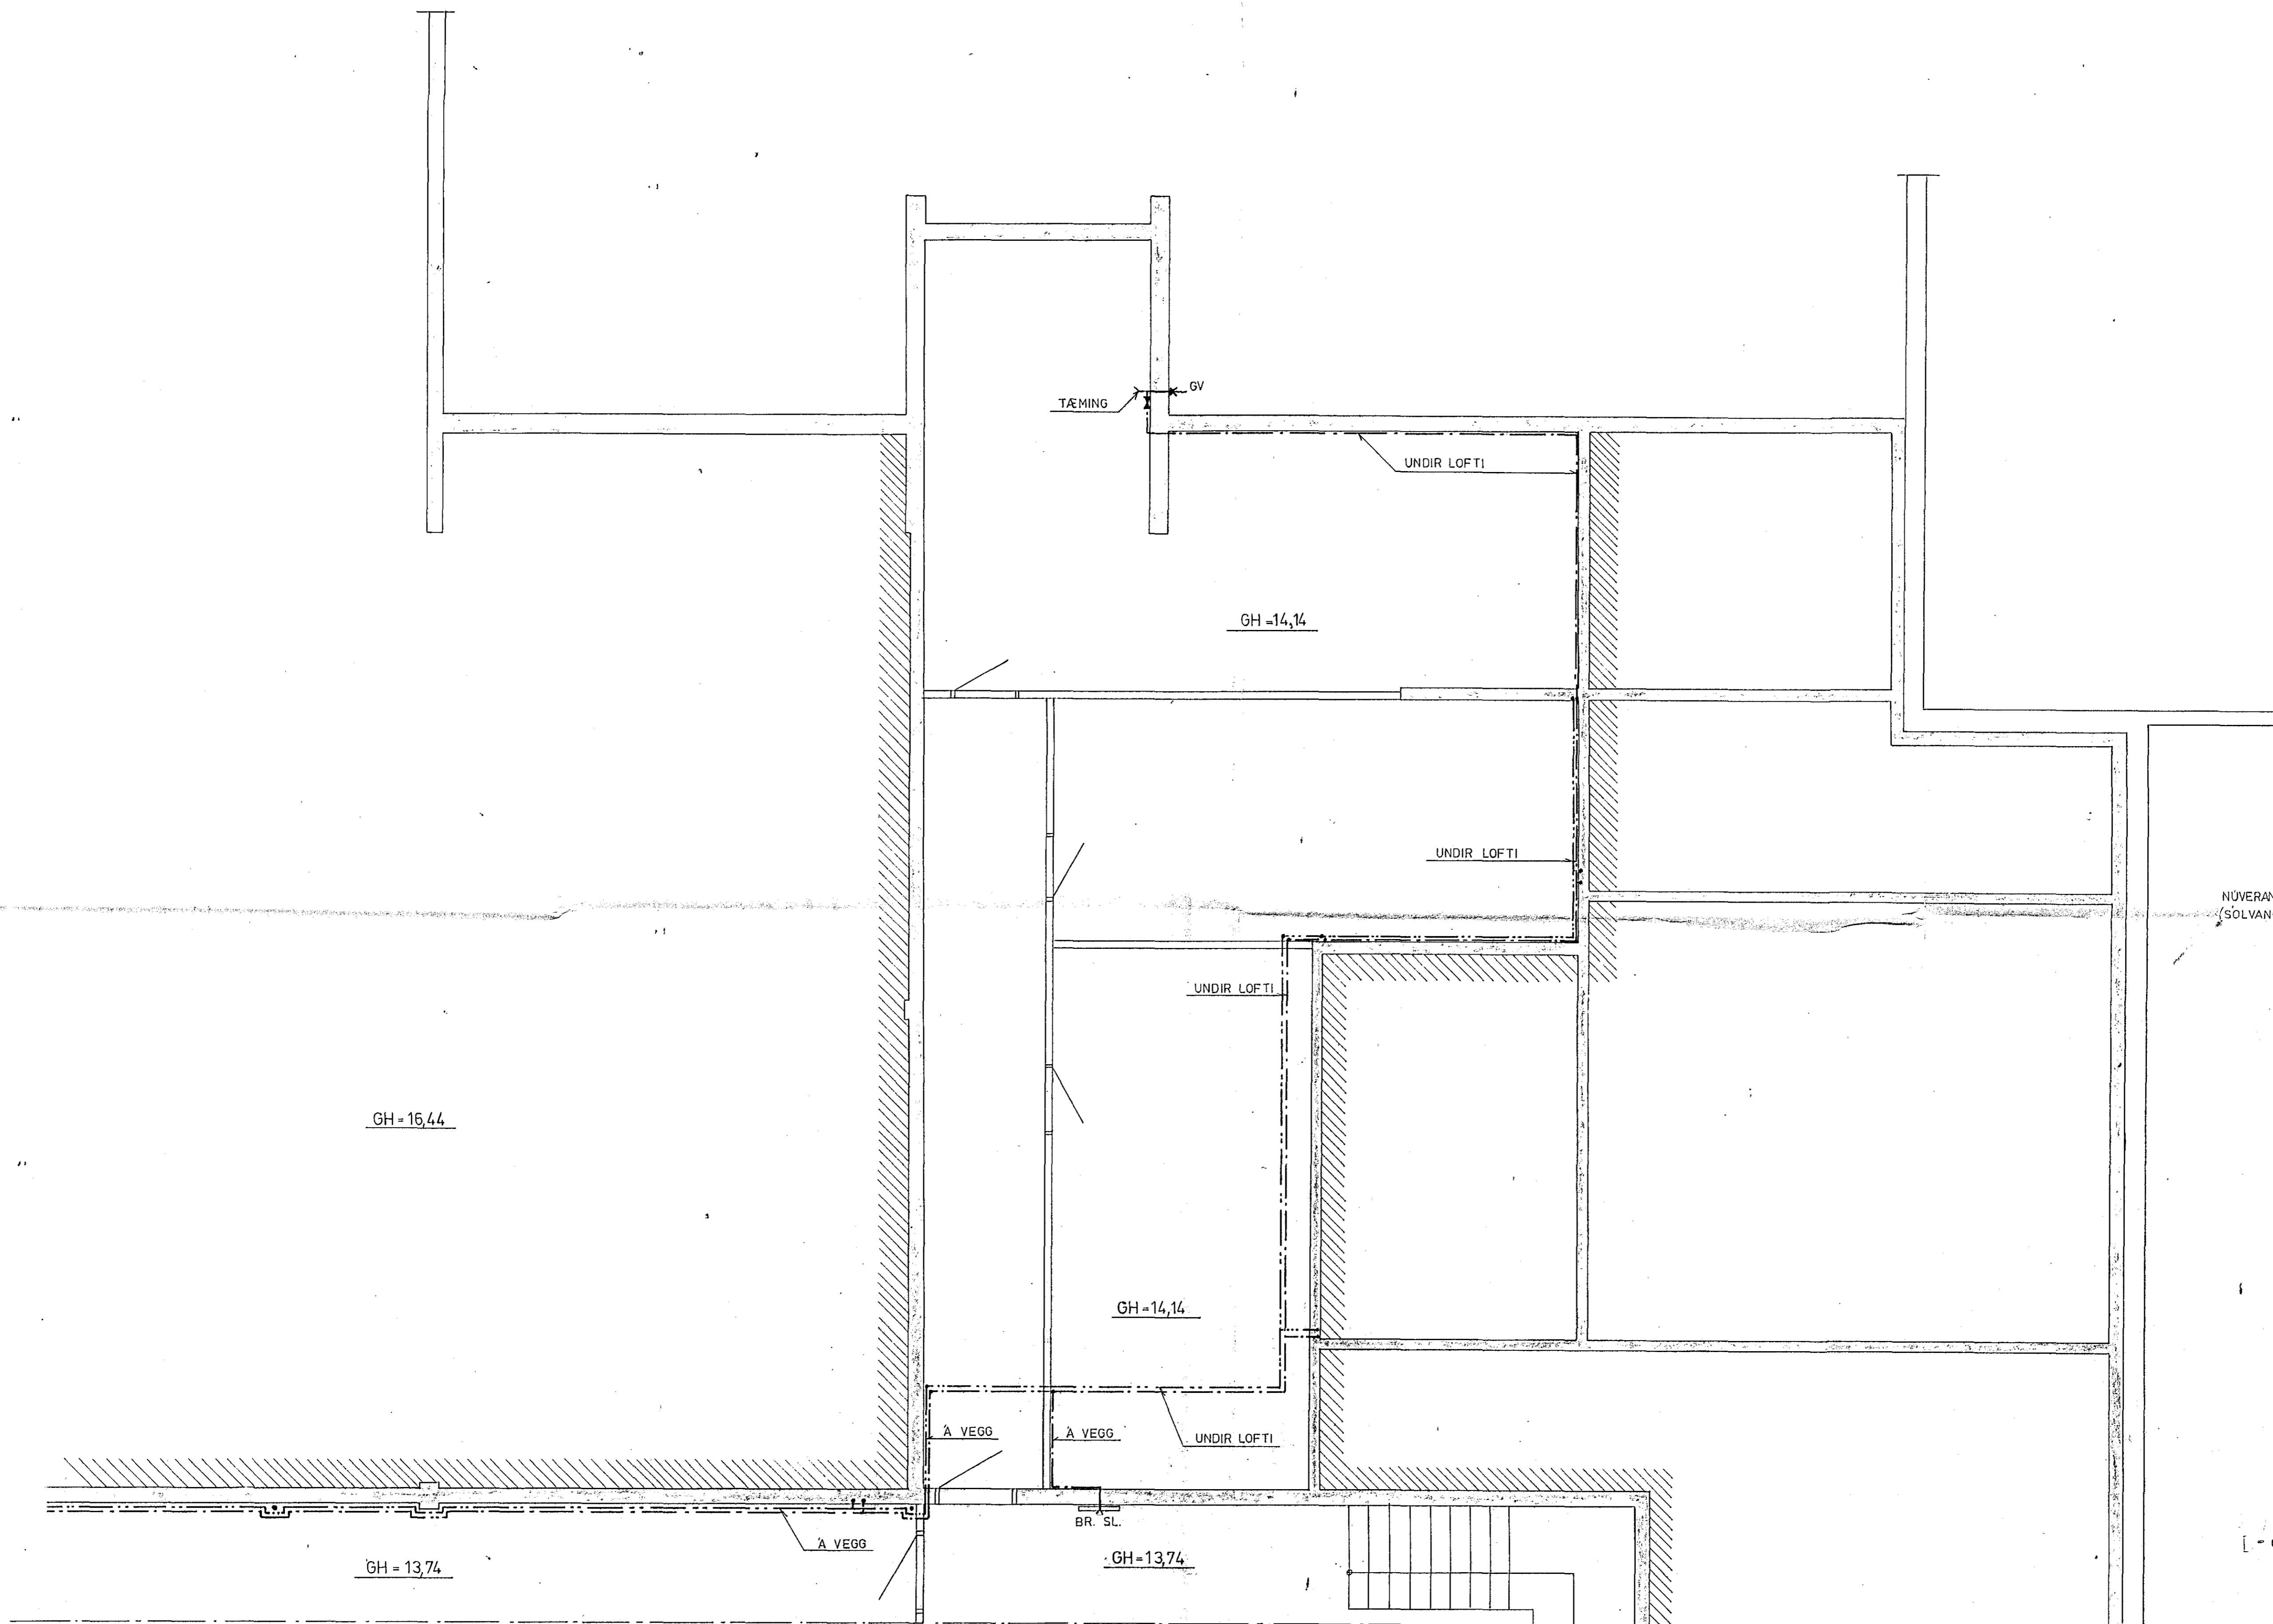 GV
TÆMING
UNDIR LOFTI
GH =14,14
UNDIR LOFTI
NÚVERAN
(SÓLVAN
UNDIR LOFTI
GH = 16,44
GH = 14,14
Á VEGG
Á VEGG
UNDIR LOFTI
BR. SL.
Á VEGG
GH = 13,74
GH = 13,74